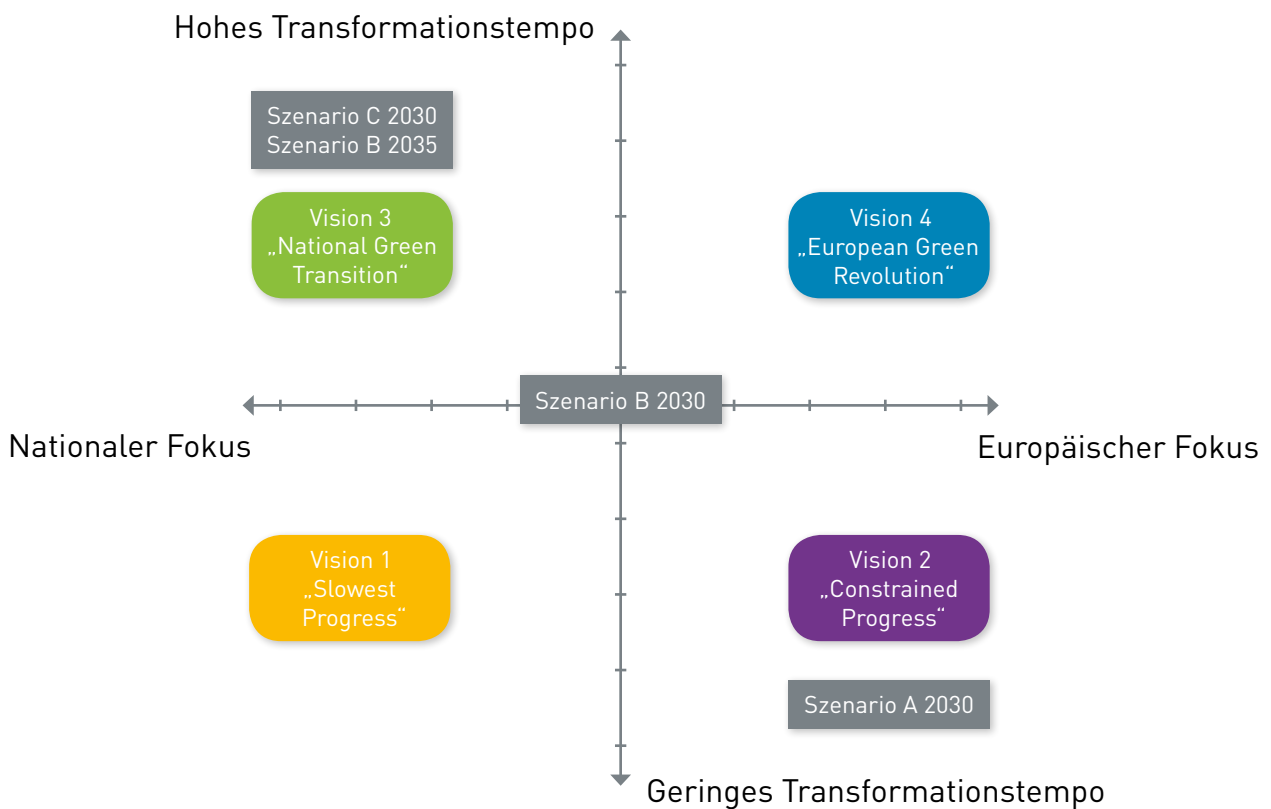 Hohes Transformationstempo
Szenario C 2030
Szenario B 2035
Vision 3
„National Green
Transition“
Vision 4
„European Green
Revolution“
Szenario B 2030
Nationaler Fokus
Europäischer Fokus
Vision 1
„Slowest
Progress“
Vision 2
„Constrained
Progress“
Szenario A 2030
Geringes Transformationstempo